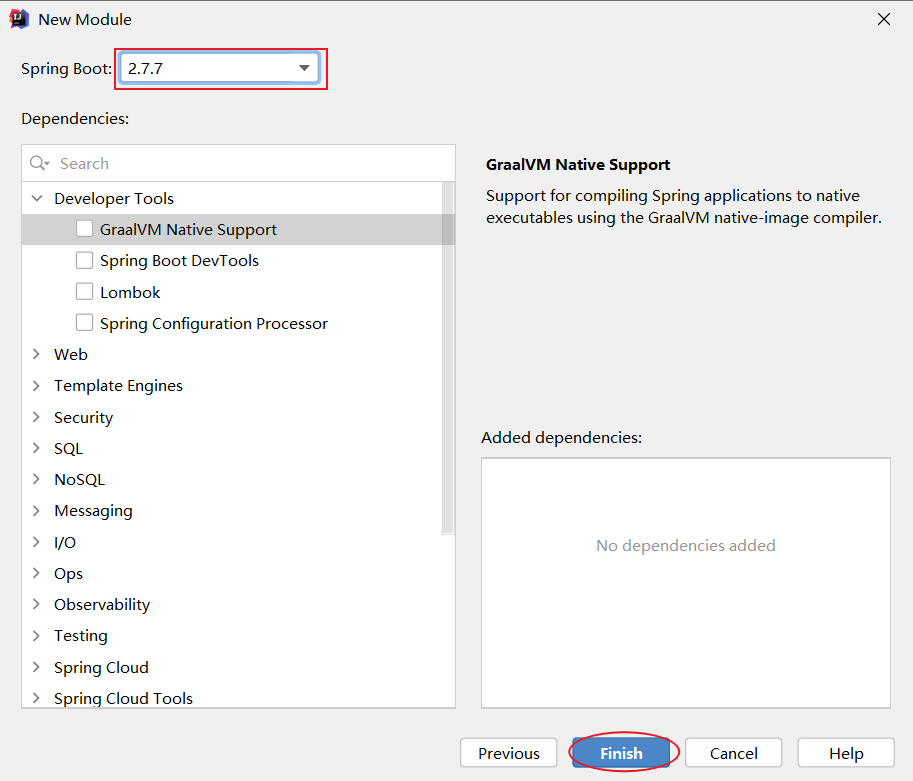 New Module
Spring Boot: 2.7.7
Dependencies:
Search
Developer Tools
GraalVM Native Support
Spring Boot DevTools
Lombok
Spring Configuration Processor
Web
Template Engines
Security
SQL
NoSQL
Messaging
I/O
Ops
Observability
Testing
Spring Cloud
Spring Cloud Tools
GraalVM Native Support
Support for compiling Spring applications to native
executables using the GraalVM native-image compiler.
Added dependencies:
No dependencies added
Previous
Finish
Cancel
Help